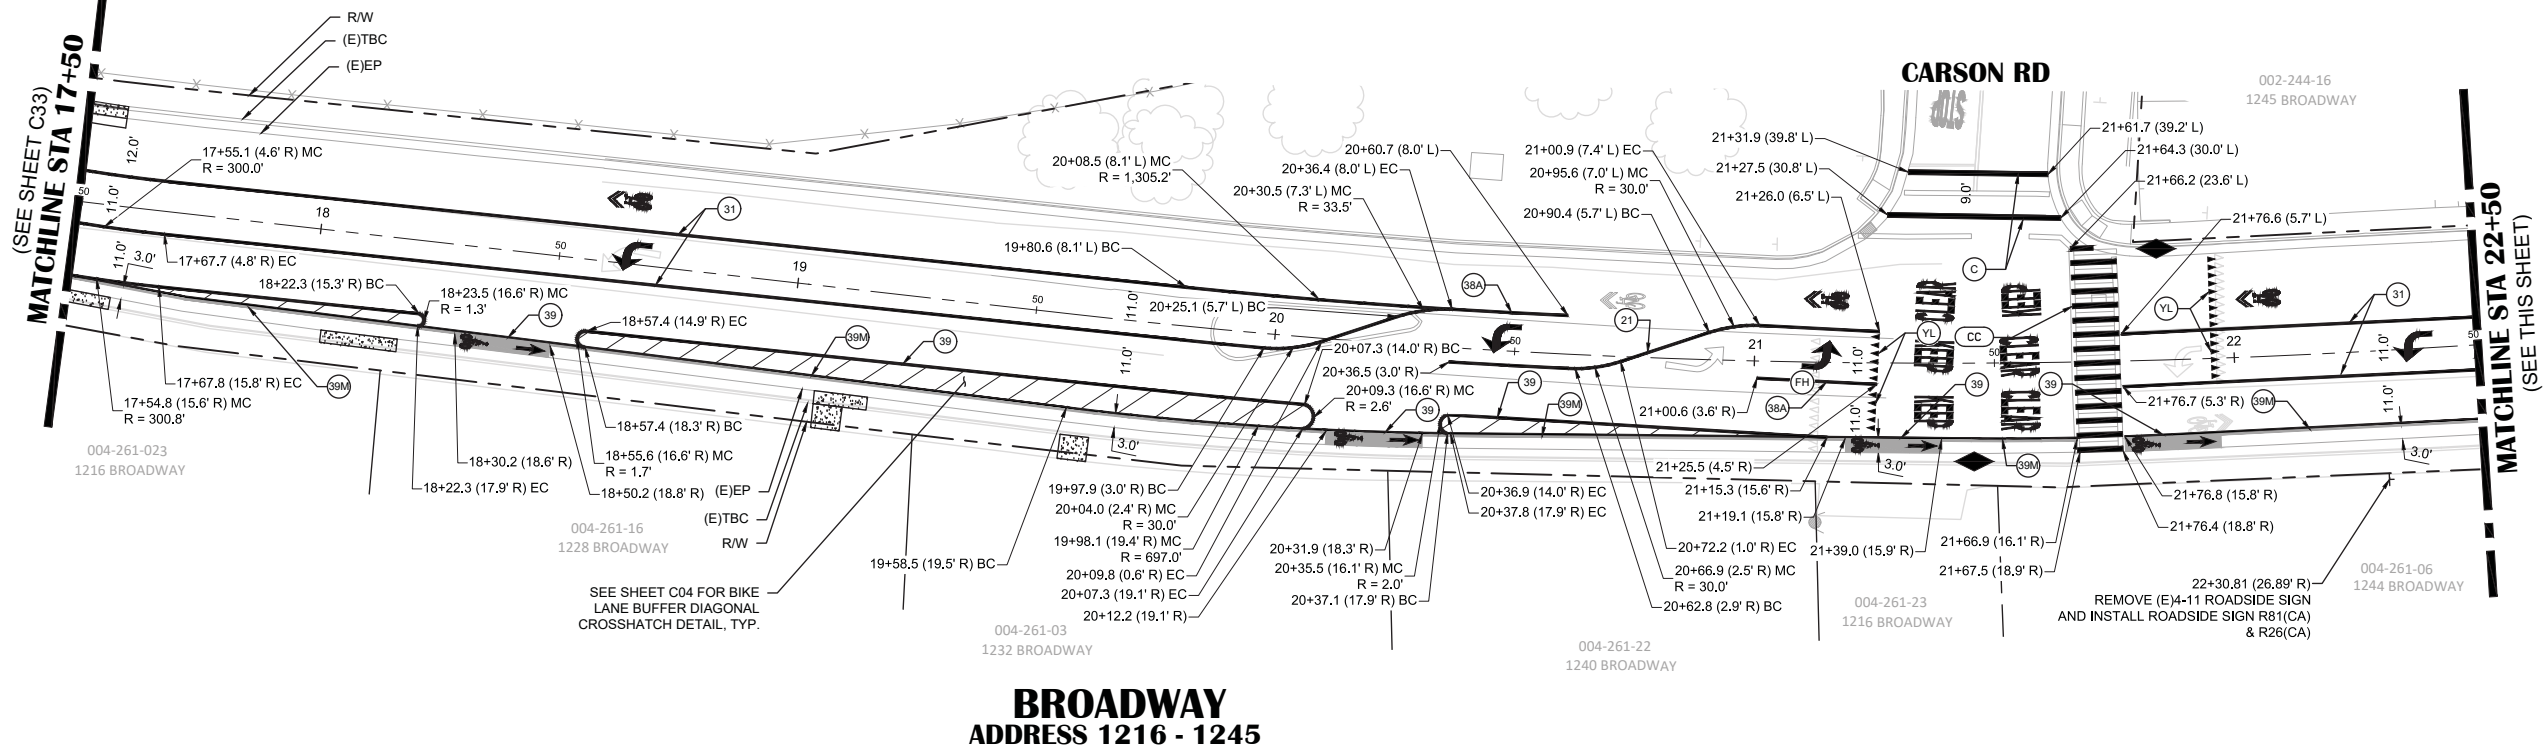 R/W
(E)TBC
(E)EP
MATCHLINE STA 17+50
(SEE SHEET C33)
CARSON RD
002-244-16
1245 BROADWAY
STOP
MATCHLINE STA 22+50
(SEE THIS SHEET)
12.0'
11.0'
11.0'
3.0'
50
17+55.1 (4.6' R) MC
R = 300.0'
17+67.7 (4.8' R) EC
18
50
31
19
50
20
50
21
50
22
50
18+22.3 (15.3' R) BC
18+23.5 (16.6' R) MC
R = 1.3'
39
18+57.4 (14.9' R) EC
39M
39
17+67.8 (15.8' R) EC
39M
17+54.8 (15.6' R) MC
R = 300.8'
004-261-023
1216 BROADWAY
18+30.2 (18.6' R)
18+22.3 (17.9' R) EC
18+57.4 (18.3' R) BC
18+55.6 (16.6' R) MC
R = 1.7'
18+50.2 (18.8' R)
(E)EP
(E)TBC
R/W
004-261-16
1228 BROADWAY
SEE SHEET C04 FOR BIKE
LANE BUFFER DIAGONAL
CROSSHATCH DETAIL, TYP.
19+80.6 (8.1' L) BC
20+08.5 (8.1' L) MC
R = 1,305.2'
20+60.7 (8.0' L)
20+36.4 (8.0' L) EC
20+30.5 (7.3' L) MC
R = 33.5'
20+25.1 (5.7' L) BC
11.0'
11.0'
3.0'
38A
21+00.9 (7.4' L) EC
20+95.6 (7.0' L) MC
R = 30.0'
20+90.4 (5.7' L) BC
21+31.9 (39.8' L)
21+27.5 (30.8' L)
21+26.0 (6.5' L)
21+61.7 (39.2' L)
21+64.3 (30.0' L)
21+66.2 (23.6' L)
21+76.6 (5.7' L)
9.0'
C
21
YL
CC
YL
31
KEEP
KEEP
CLEAR
KEEP
KEEP
CLEAR
20+07.3 (14.0' R) BC
20+36.5 (3.0' R)
20+09.3 (16.6' R) MC
R = 2.6'
39
39
39M
21+00.6 (3.6' R)
FH
38A
11.0'
11.0'
39
39
21+76.7 (5.3' R)
39M
11.0'
11.0'
3.0'
3.0'
39M
19+97.9 (3.0' R) BC
20+04.0 (2.4' R) MC
R = 30.0'
19+98.1 (19.4' R) MC
R = 697.0'
20+09.8 (0.6' R) EC
20+07.3 (19.1' R) EC
20+12.2 (19.1' R)
19+58.5 (19.5' R) BC
004-261-03
1232 BROADWAY
20+36.9 (14.0' R) EC
20+37.8 (17.9' R) EC
20+31.9 (18.3' R)
20+35.5 (16.1' R) MC
R = 2.0'
20+37.1 (17.9' R) BC
21+25.5 (4.5' R)
21+15.3 (15.6' R)
21+19.1 (15.8' R)
20+72.2 (1.0' R) EC
20+66.9 (2.5' R) MC
R = 30.0'
20+62.8 (2.9' R) BC
21+39.0 (15.9' R)
21+66.9 (16.1' R)
21+67.5 (18.9' R)
21+76.8 (15.8' R)
21+76.4 (18.8' R)
004-261-22
1240 BROADWAY
004-261-23
1216 BROADWAY
22+30.81 (26.89' R)
REMOVE (E)4-11 ROADSIDE SIGN
AND INSTALL ROADSIDE SIGN R81(CA)
& R26(CA)
004-261-06
1244 BROADWAY
BROADWAY
ADDRESS 1216 - 1245